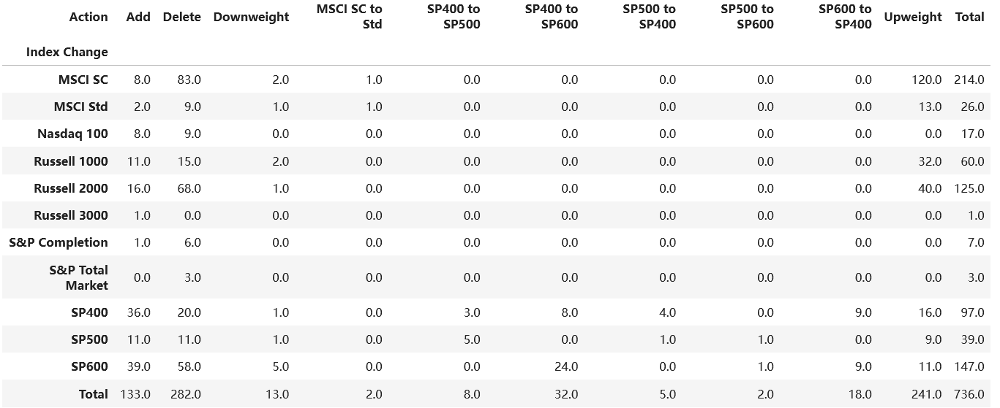 Action Add Delete Downweight MSCI SC to Std SP400 to SP500 SP400 to SP600 SP500 to SP400 SP500 to SP600 SP600 to SP400 Upweight Total
Index Change
MSCI SC 8.0 83.0 2.0 1.0 0.0 0.0 0.0 0.0 0.0 120.0 214.0
MSCI Std 2.0 9.0 1.0 1.0 0.0 0.0 0.0 0.0 0.0 13.0 26.0
Nasdaq 100 8.0 9.0 0.0 0.0 0.0 0.0 0.0 0.0 0.0 0.0 17.0
Russell 1000 11.0 15.0 2.0 0.0 0.0 0.0 0.0 0.0 0.0 32.0 60.0
Russell 2000 16.0 68.0 1.0 0.0 0.0 0.0 0.0 0.0 0.0 40.0 125.0
Russell 3000 1.0 0.0 0.0 0.0 0.0 0.0 0.0 0.0 0.0 0.0 1.0
S&P Completion 1.0 6.0 0.0 0.0 0.0 0.0 0.0 0.0 0.0 0.0 7.0
S&P Total Market 0.0 3.0 0.0 0.0 0.0 0.0 0.0 0.0 0.0 0.0 3.0
SP400 36.0 20.0 1.0 0.0 3.0 8.0 4.0 0.0 9.0 16.0 97.0
SP500 11.0 11.0 1.0 0.0 5.0 0.0 1.0 1.0 0.0 9.0 39.0
SP600 39.0 58.0 5.0 0.0 0.0 24.0 0.0 1.0 9.0 11.0 147.0
Total 133.0 282.0 13.0 2.0 8.0 32.0 5.0 2.0 18.0 241.0 736.0